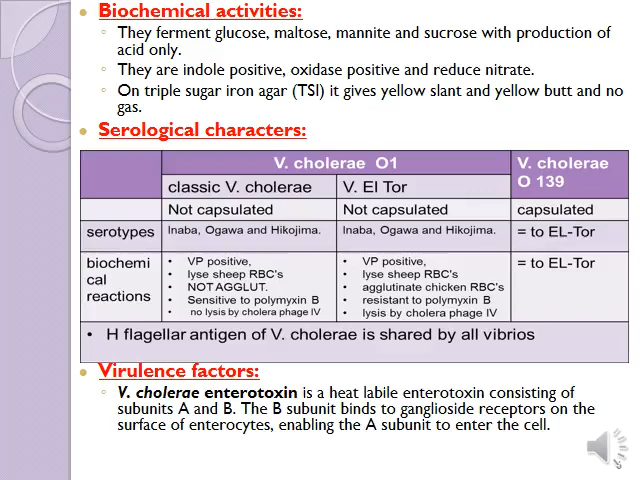 Biochemical activities:
They ferment glucose, maltose, mannite and sucrose with production of
acid only.
They are indole positive, oxidase positive and reduce nitrate.
On triple sugar iron agar (TSI) it gives yellow slant and yellow butt and no
gas.
Serological characters:
V. cholerae O1
V. cholerae
O 139
classic V. cholerae
V. El Tor
Not capsulated
Not capsulated
capsulated
serotypes
Inaba, Ogawa and Hikojima.
Inaba, Ogawa and Hikojima.
= to EL-Tor
biochemi
cal
reactions
VP positive,
lyse sheep RBC's
NOT AGGLUT.
Sensitive to polymyxin B
no lysis by cholera phage IV
VP positive,
lyse sheep RBC's
agglutinate chicken RBC's
resistant to polymyxin B
lysis by cholera phage IV
= to EL-Tor
H flagellar antigen of V. cholerae is shared by all vibrios
Virulence factors:
V. cholerae enterotoxin is a heat labile enterotoxin consisting of
subunits A and B. The B subunit binds to ganglioside receptors on the
surface of enterocytes, enabling the A subunit to enter the cell.